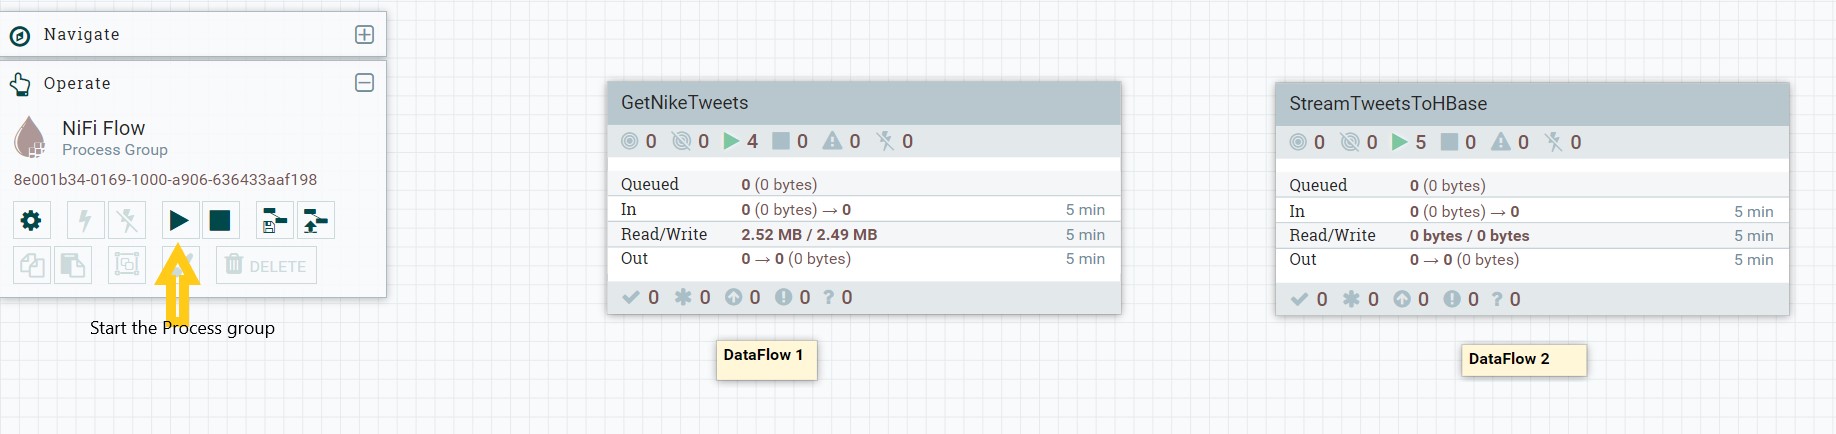 Navigate
Operate
NiFi Flow
Process Group
8e001b34-0169-1000-a906-636433aaf198
DELETE
Start the Process group
GetNikeTweets
0 0 4 0 0 0
Queued 0 (0 bytes)
In 0 (0 bytes) → 0 5 min
Read/Write 2.52 MB / 2.49 MB 5 min
Out 0 → 0 (0 bytes) 5 min
0 0 0 0 ? 0
DataFlow 1
StreamTweetsToHBase
0 0 5 0 0 0
Queued 0 (0 bytes)
In 0 (0 bytes) → 0 5 min
Read/Write 0 bytes / 0 bytes 5 min
Out 0 → 0 (0 bytes) 5 min
0 0 0 0 ? 0
DataFlow 2